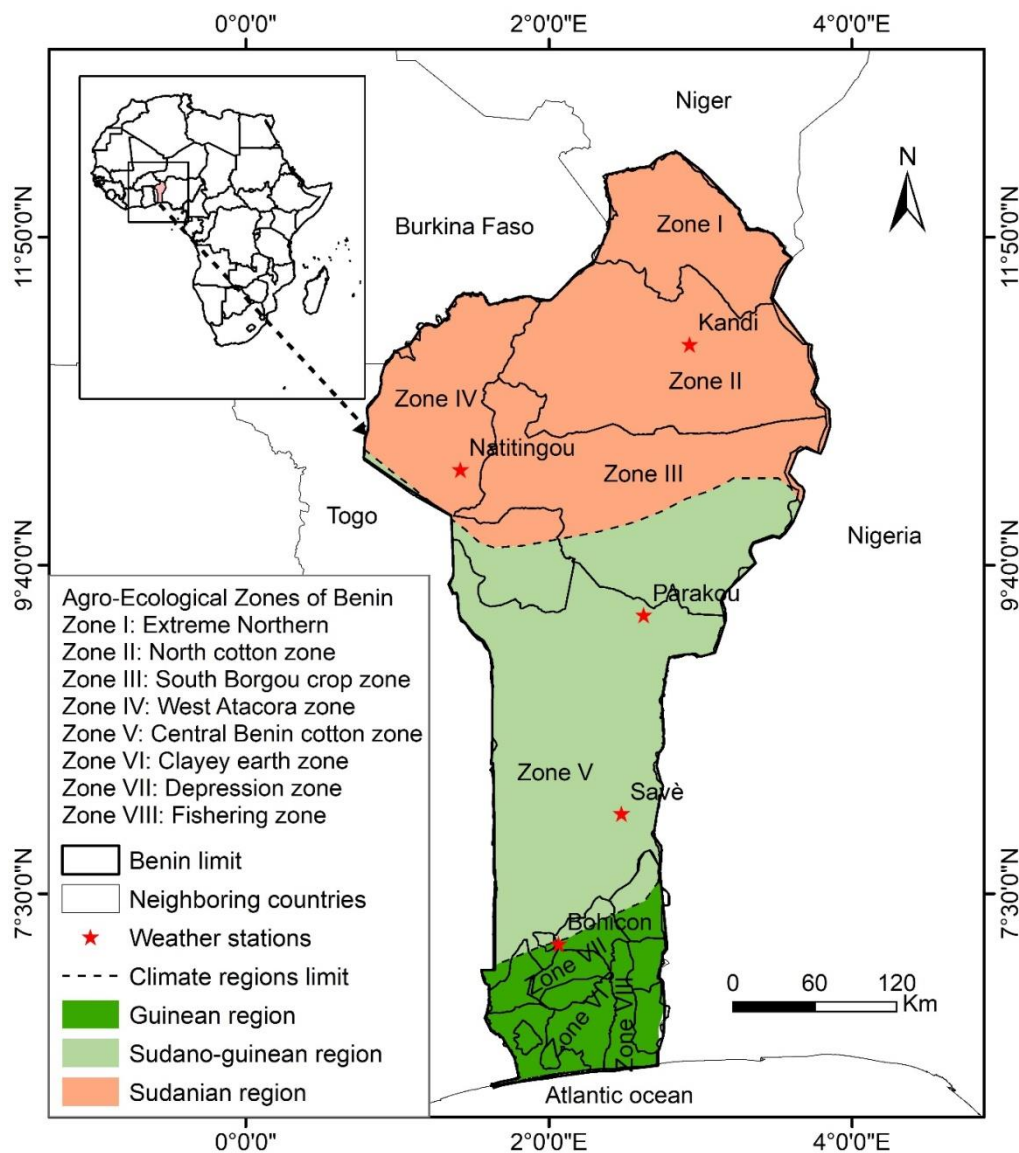 0°0'0"
2°0'0"E
4°0'0"E
Niger
N
11°50'0"N
11°50'0"N
Burkina Faso
Zone I
Kandi
Zone II
Zone IV
Natitingou
Zone III
Togo
Nigeria
9°40'0"N
9°40'0"N
Parakou
Agro-Ecological Zones of Benin
Zone I: Extreme Northern
Zone II: North cotton zone
Zone III: South Borgou crop zone
Zone IV: West Atacora zone
Zone V: Central Benin cotton zone
Zone VI: Clayey earth zone
Zone VII: Depression zone
Zone VIII: Fishering zone
Benin limit
Neighboring countries
Weather stations
Climate regions limit
Guinean region
Sudano-guinean region
Sudanian region
Zone V
Savè
7°30'0"N
7°30'0"N
Bohicon
Zone VII
Zone VI
Zone VIII
0 60 120
Km
Atlantic ocean
0°0'0"
2°0'0"E
4°0'0"E